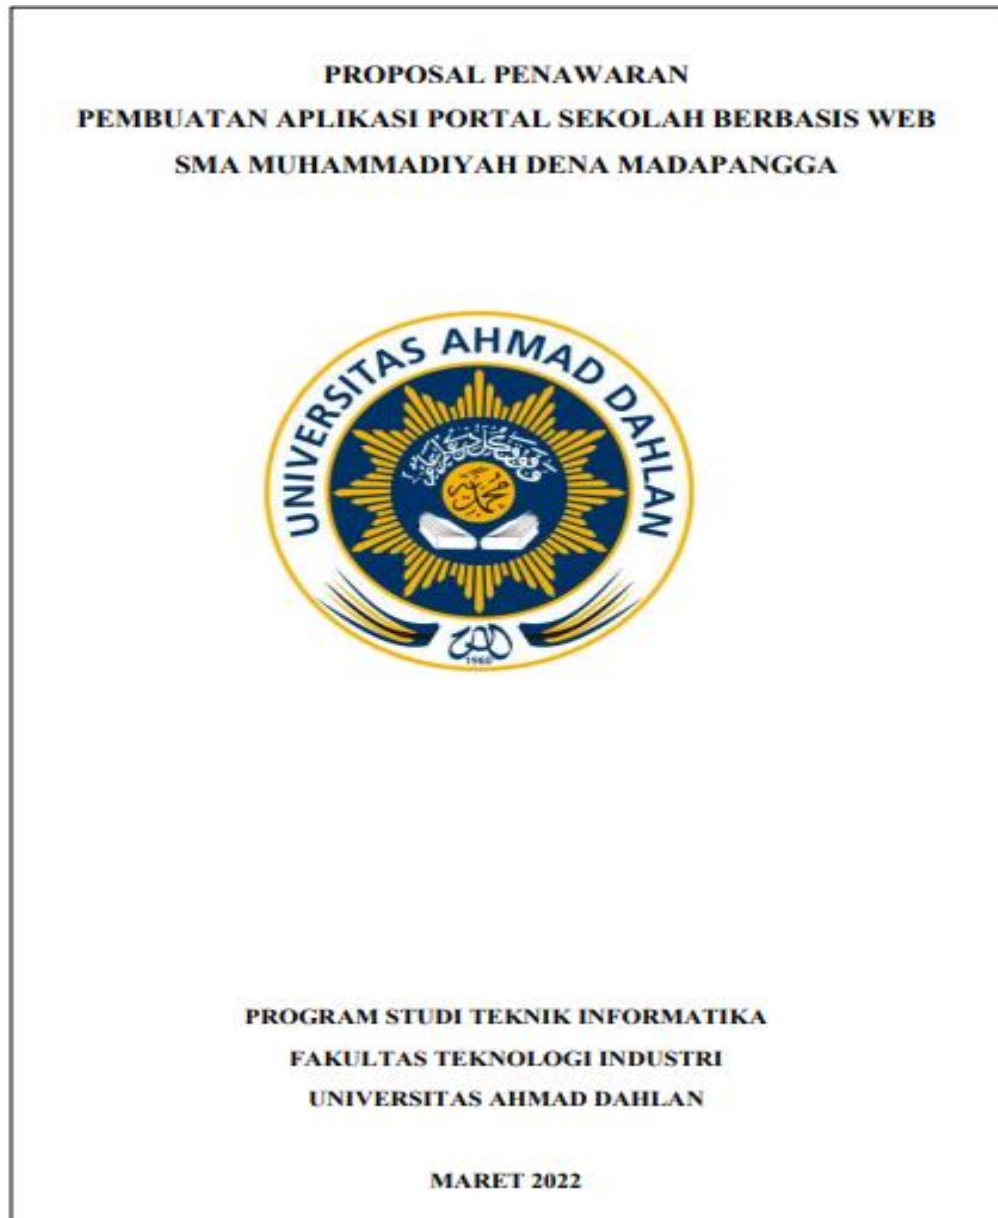 PROPOSAL PENAWARAN
PEMBUATAN APLIKASI PORTAL SEKOLAH BERBASIS WEB
SMA MUHAMMADIYAH DENA MADAPANGGA
UNIVERSITAS AHMAD DAHLAN
1960
PROGRAM STUDI TEKNIK INFORMATIKA
FAKULTAS TEKNOLOGI INDUSTRI
UNIVERSITAS AHMAD DAHLAN
MARET 2022